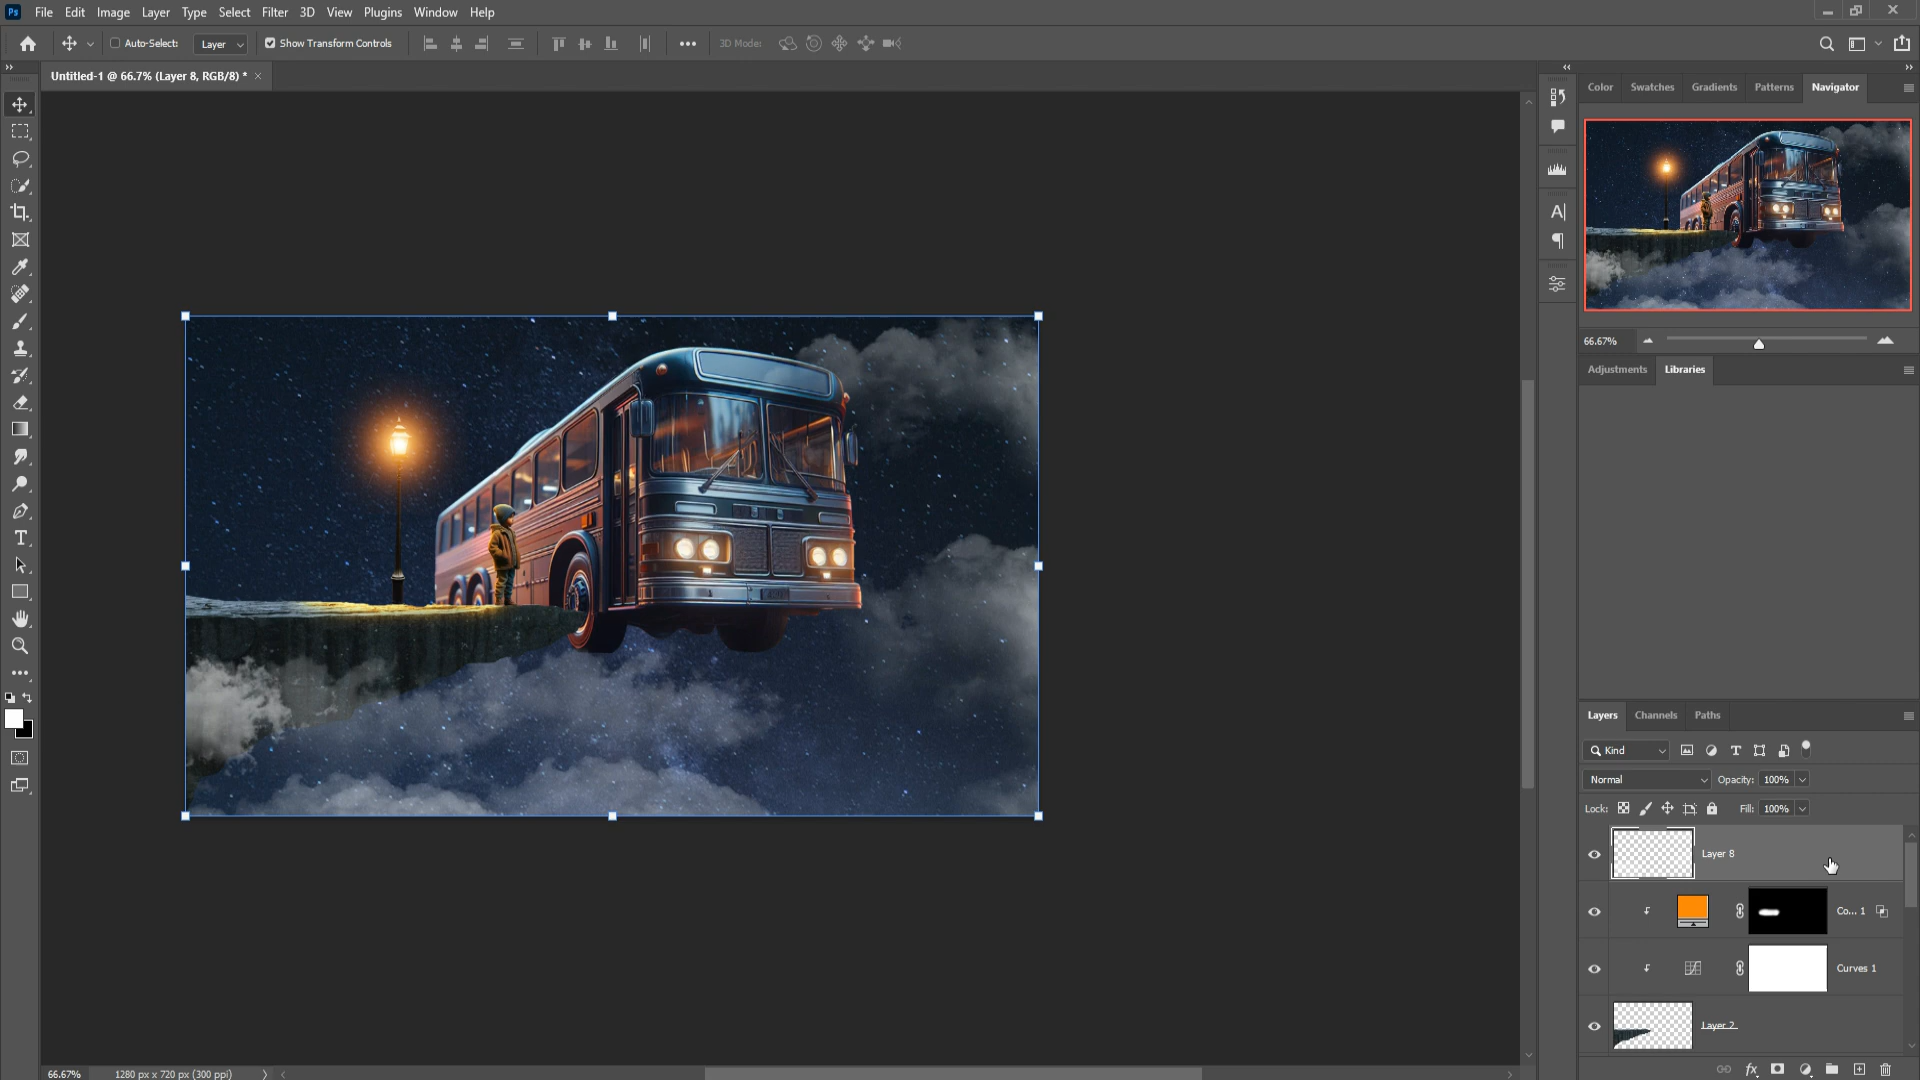 Ps File Edit Image Layer Type Select Filter 3D View Plugins Window Help
Auto-Select: Layer Show Transform Controls 3D Mode:
Untitled-1 @ 66.7% (Layer 8, RGB/8) *
Color Swatches Gradients Patterns Navigator
66.67%
Adjustments Libraries
Layers Channels Paths
Kind
Normal Opacity: 100%
Lock: Fill: 100%
Layer 8
Co... 1
Curves 1
Layer 2
66.67% 1280 px x 720 px (300 ppi)